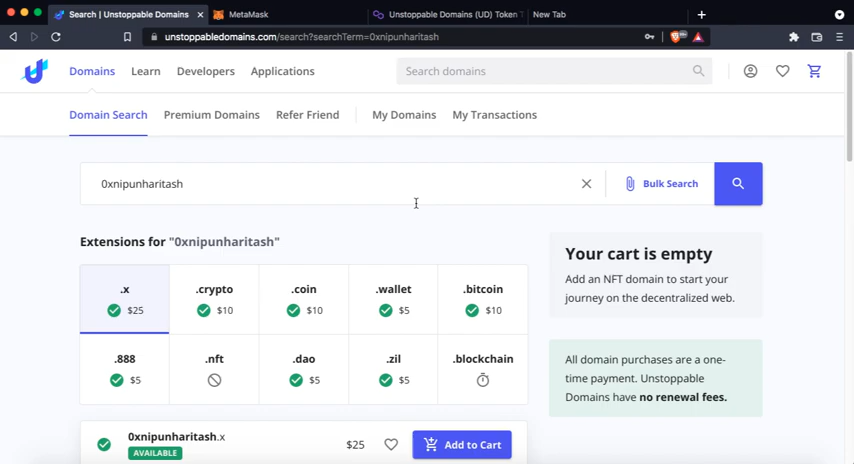 Search | Unstoppable Domains
MetaMask
Unstoppable Domains (UD) Token T
New Tab
unstoppabledomains.com/search?searchTerm=0xnipunharitash
99+
Domains
Learn
Developers
Applications
Search domains
Domain Search
Premium Domains
Refer Friend
My Domains
My Transactions
0xnipunharitash
Bulk Search
Extensions for "0xnipunharitash"
.x
$25
.crypto
$10
.coin
$10
.wallet
$5
.bitcoin
$10
.888
$5
.nft
.dao
$5
.zil
$5
.blockchain
Your cart is empty
Add an NFT domain to start your
journey on the decentralized web.
All domain purchases are a one-
time payment. Unstoppable
Domains have no renewal fees.
0xnipunharitash.x
AVAILABLE
$25
Add to Cart